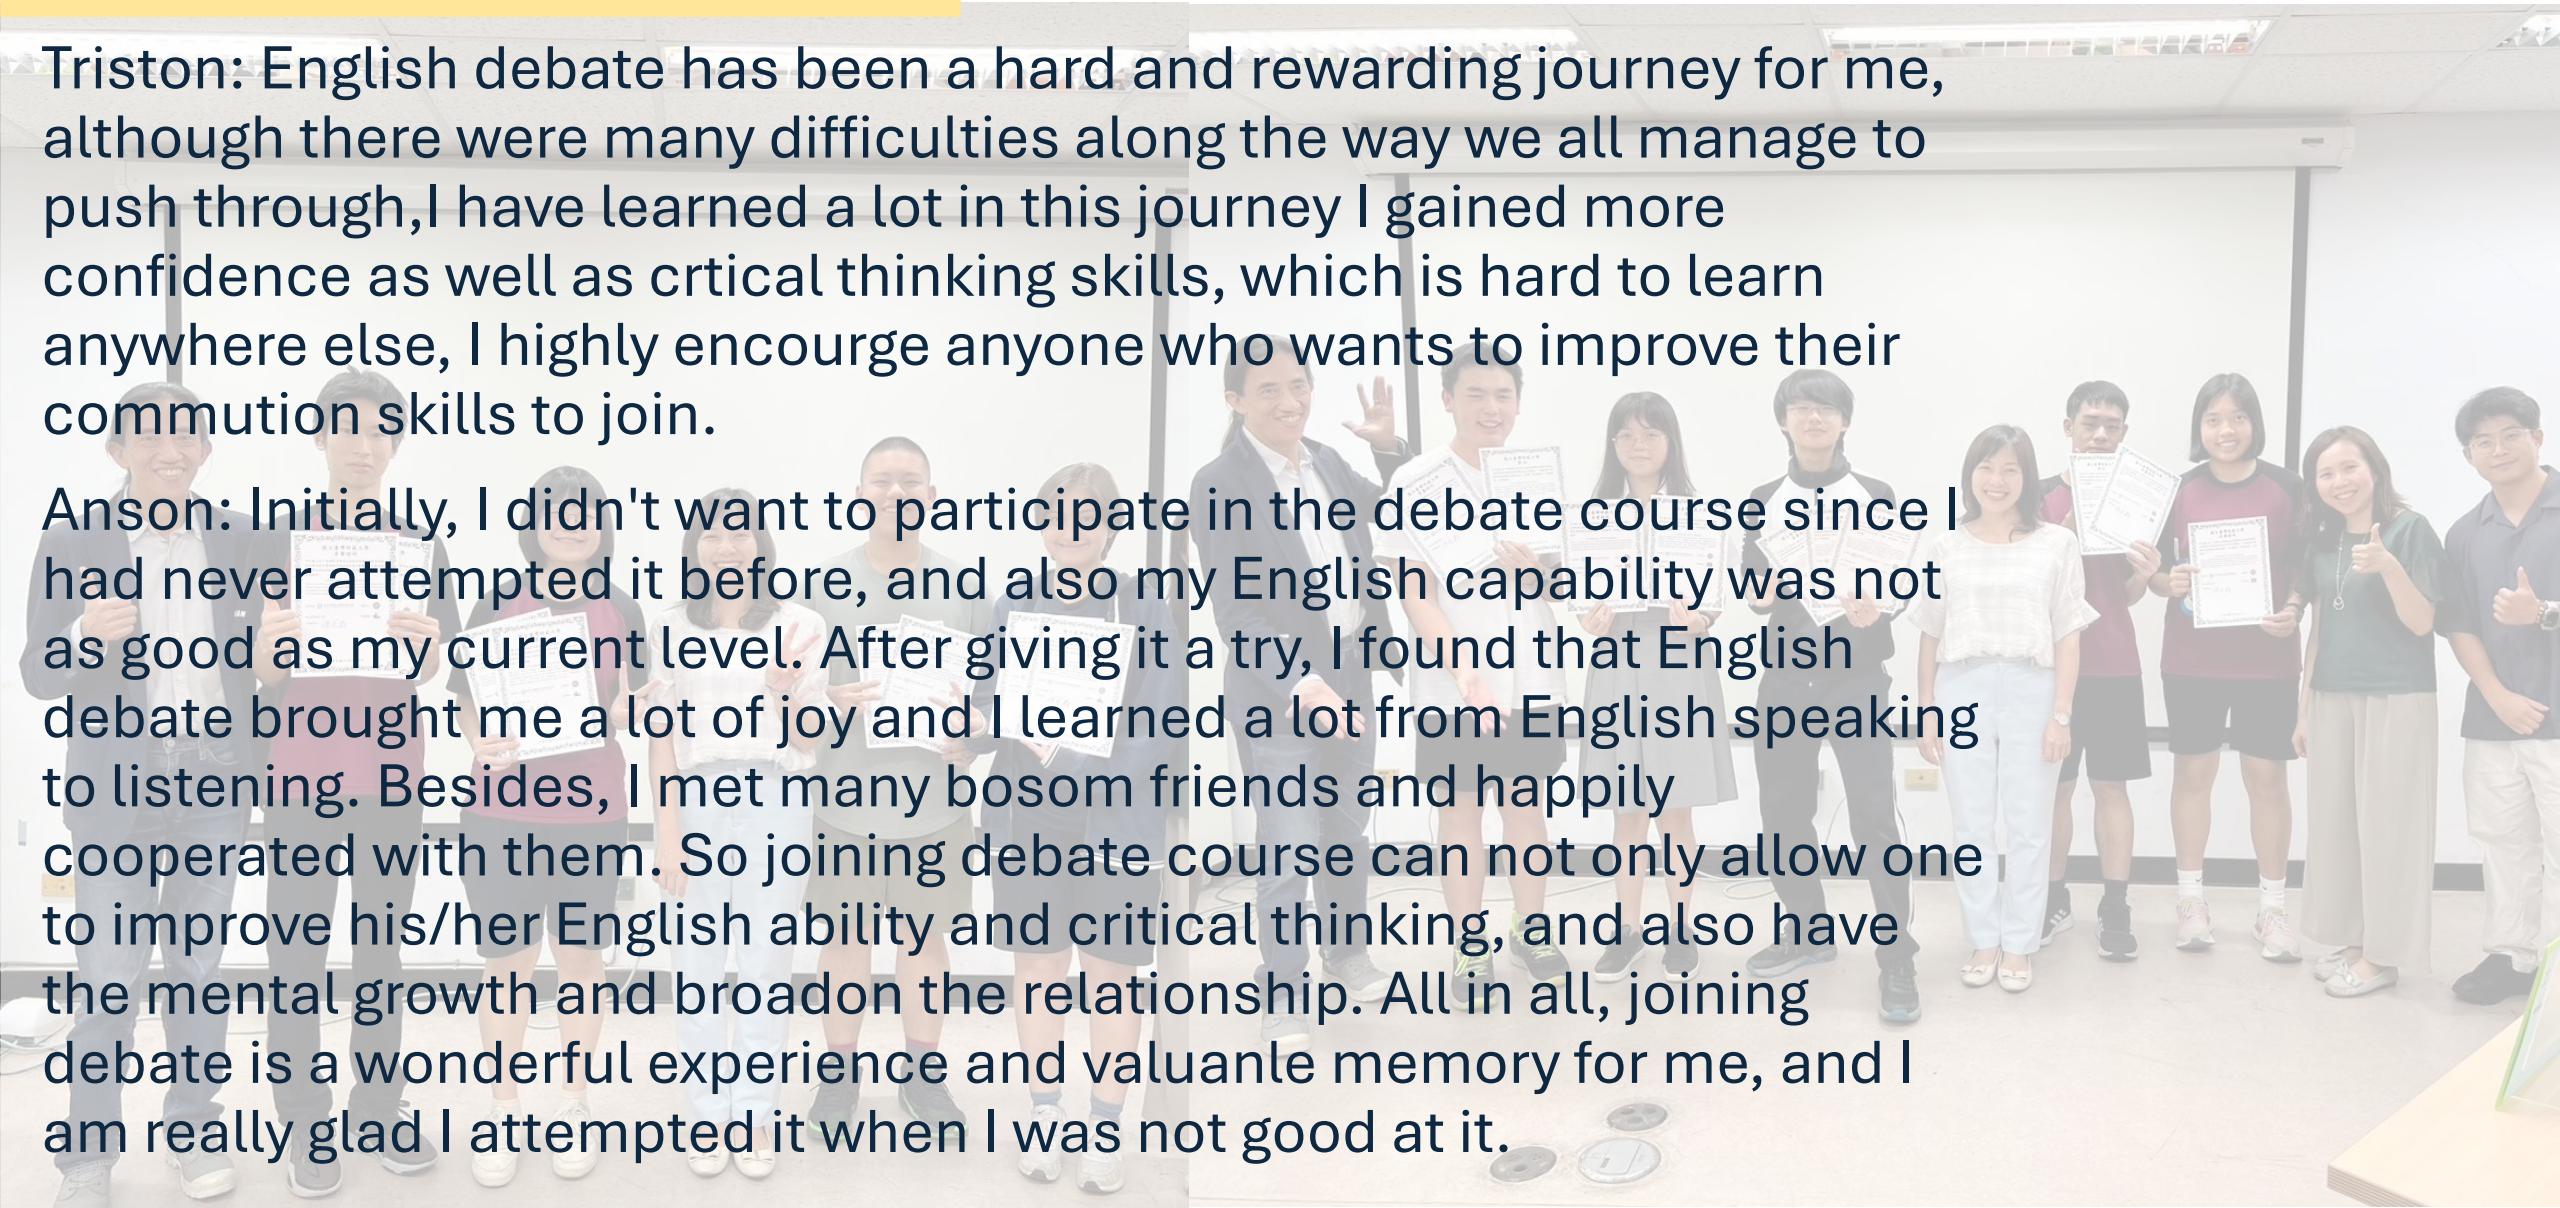 Triston: English debate has been a hard and rewarding journey for me,
although there were many difficulties along the way we all manage to
push through,I have learned a lot in this journey I gained more
confidence as well as crtical thinking skills, which is hard to learn
anywhere else, I highly encourge anyone who wants to improve their
commution skills to join.
Anson: Initially, I didn't want to participate in the debate course since I
had never attempted it before, and also my English capability was not
as good as my current level. After giving it a try, I found that English
debate brought me a lot of joy and I learned a lot from English speaking
to listening. Besides, I met many bosom friends and happily
cooperated with them. So joining debate course can not only allow one
to improve his/her English ability and critical thinking, and also have
the mental growth and broadon the relationship. All in all, joining
debate is a wonderful experience and valuanle memory for me, and I
am really glad I attempted it when I was not good at it.